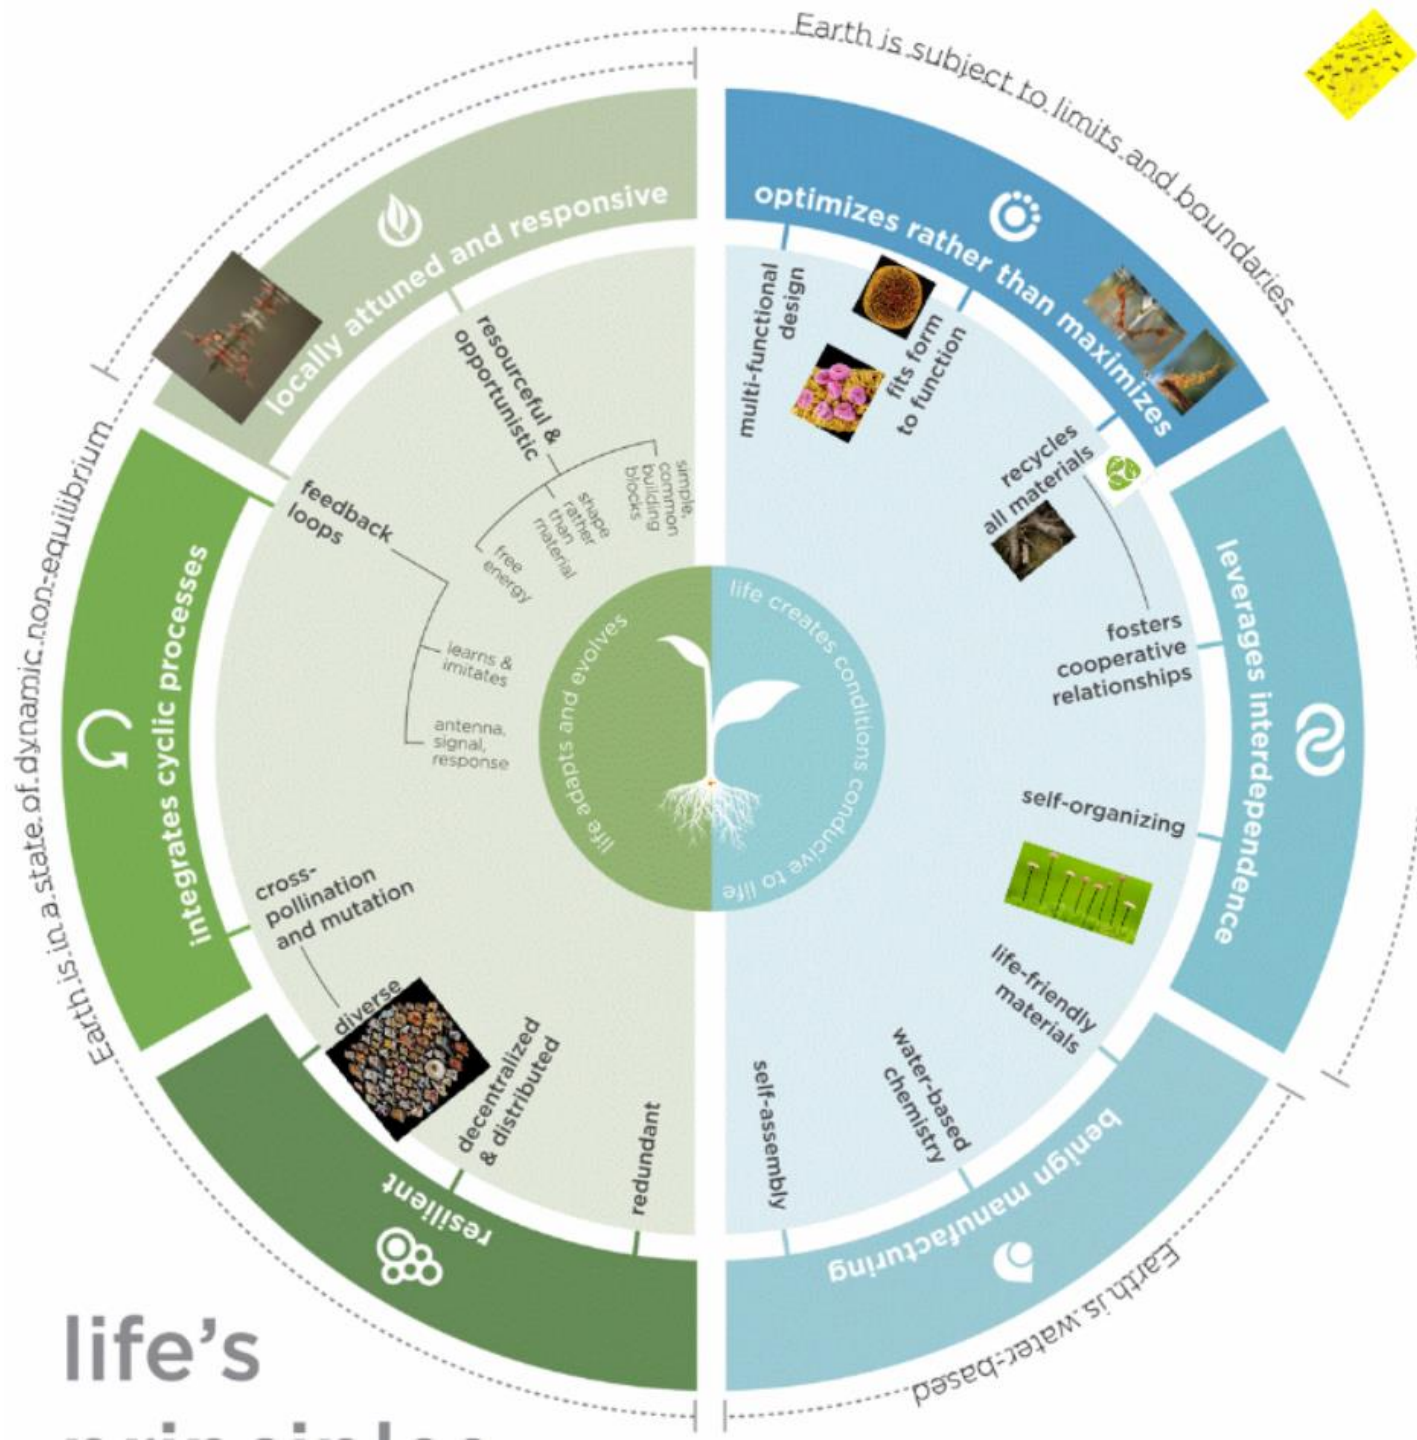 Earth is subject to limits and boundaries
optimizes rather than maximizes
multi-functional
design
fits form
to function
recycles
all materials
leverages interdependence
fosters
cooperative
relationships
self-organizing
Earth is water-based
benign manufacturing
life-friendly
materials
water-based
chemistry
self-assembly
life creates conditions conducive to life
life adapts and evolves
Earth is in a state of dynamic non-equilibrium
locally attuned and responsive
resourceful &
opportunistic
simple,
common
building
blocks
shape
rather
than
material
free
energy
feedback
loops
learns &
imitates
antenna,
signal,
response
integrates cyclic processes
cross-
pollination
and mutation
diverse
decentralized
& distributed
redundant
resilient
life's
principles